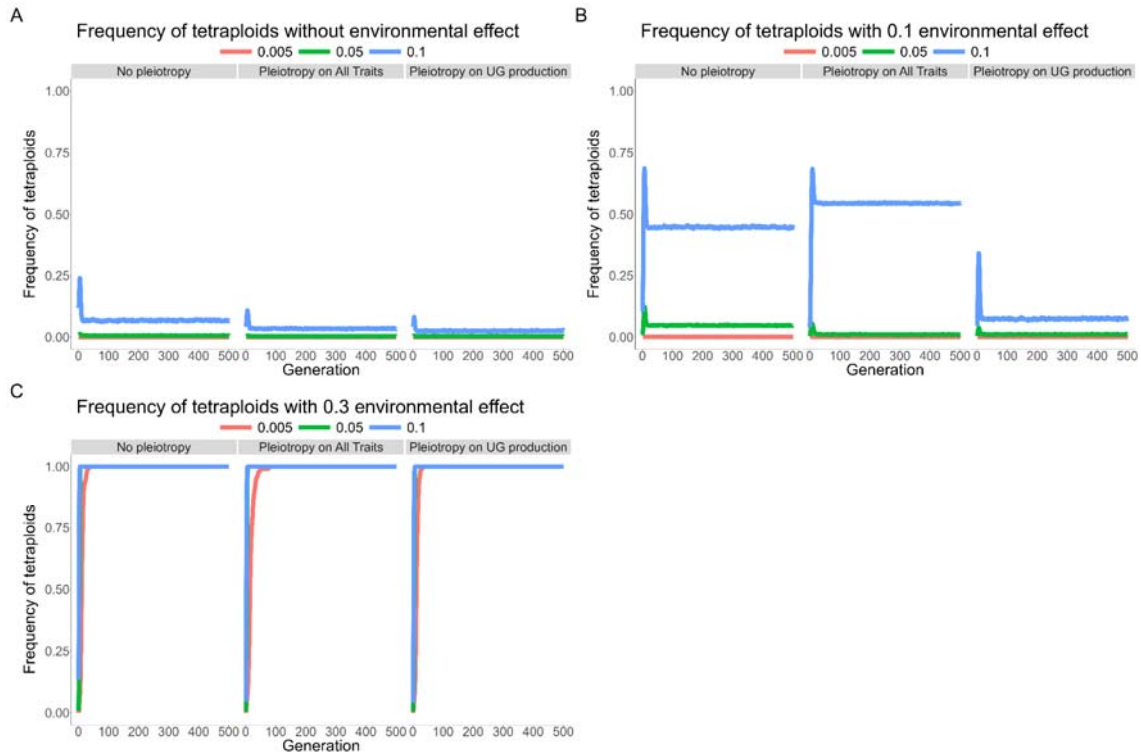 A
Frequency of tetraploids without environmental effect
0.005 0.05 0.1
No pleiotropy Pleiotropy on All Traits Pleiotropy on UG production
Frequency of tetraploids
1.00
0.75
0.50
0.25
0.00
0 100 200 300 400 500 0 100 200 300 400 500 0 100 200 300 400 500
Generation
B
Frequency of tetraploids with 0.1 environmental effect
0.005 0.05 0.1
No pleiotropy Pleiotropy on All Traits Pleiotropy on UG production
Frequency of tetraploids
1.00
0.75
0.50
0.25
0.00
0 100 200 300 400 500 0 100 200 300 400 500 0 100 200 300 400 500
Generation
C
Frequency of tetraploids with 0.3 environmental effect
0.005 0.05 0.1
No pleiotropy Pleiotropy on All Traits Pleiotropy on UG production
Frequency of tetraploids
1.00
0.75
0.50
0.25
0.00
0 100 200 300 400 500 0 100 200 300 400 500 0 100 200 300 400 500
Generation